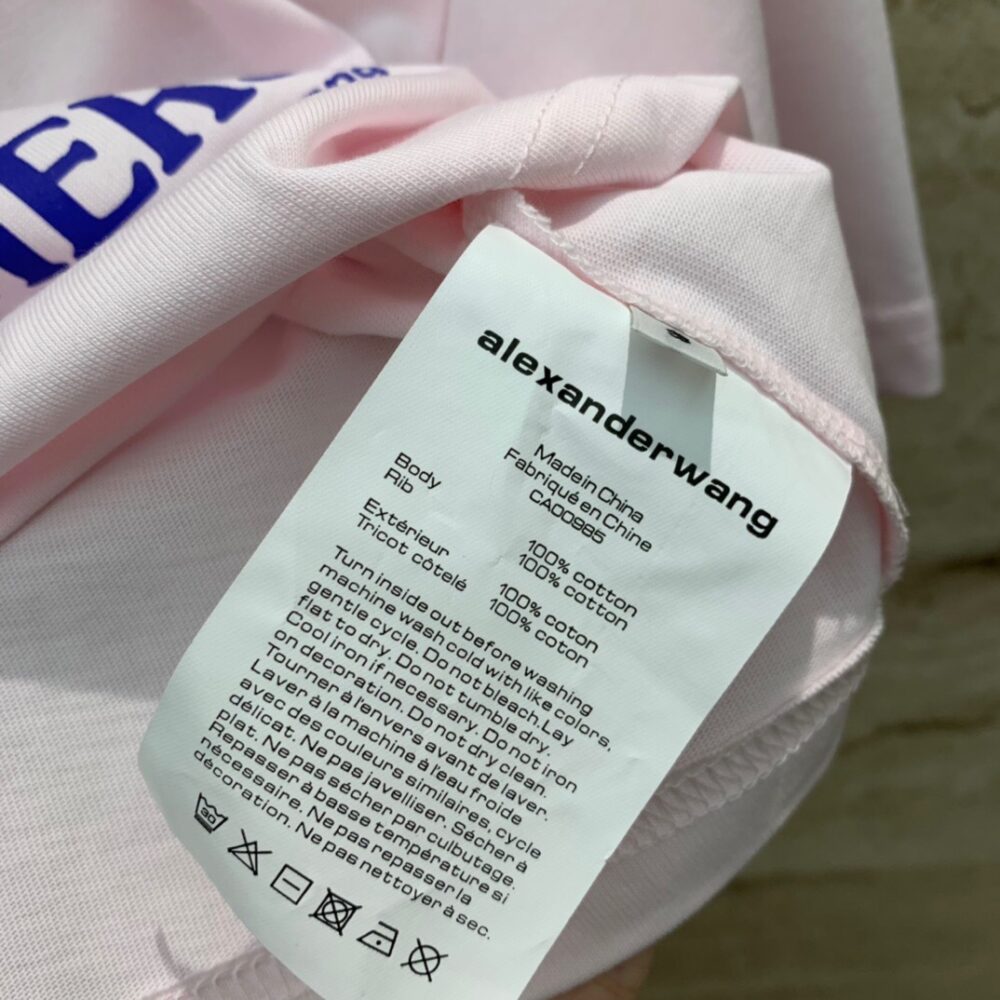 alexanderwang
Made in China
Fabriqué en Chine
CA00985
Body 100% cotton
Rib 100% cotton
Extérieur 100% coton
Tricot côtelé 100% coton
Turn inside out before washing
machine wash cold with like colors,
gentle cycle. Do not bleach. Lay
flat to dry. Do not tumble dry.
Cool iron if necessary. Do not iron
on decoration. Do not dry clean.
Tourner à l'envers avant de laver.
Laver à la machine à l'eau froide
avec des couleurs similaires, cycle
délicat. Ne pas javelliser. Sécher à
plat. Ne pas sécher par culbutage.
Repasser à basse température si
nécessaire. Ne pas repasser la
décoration. Ne pas nettoyer à sec.
30
S